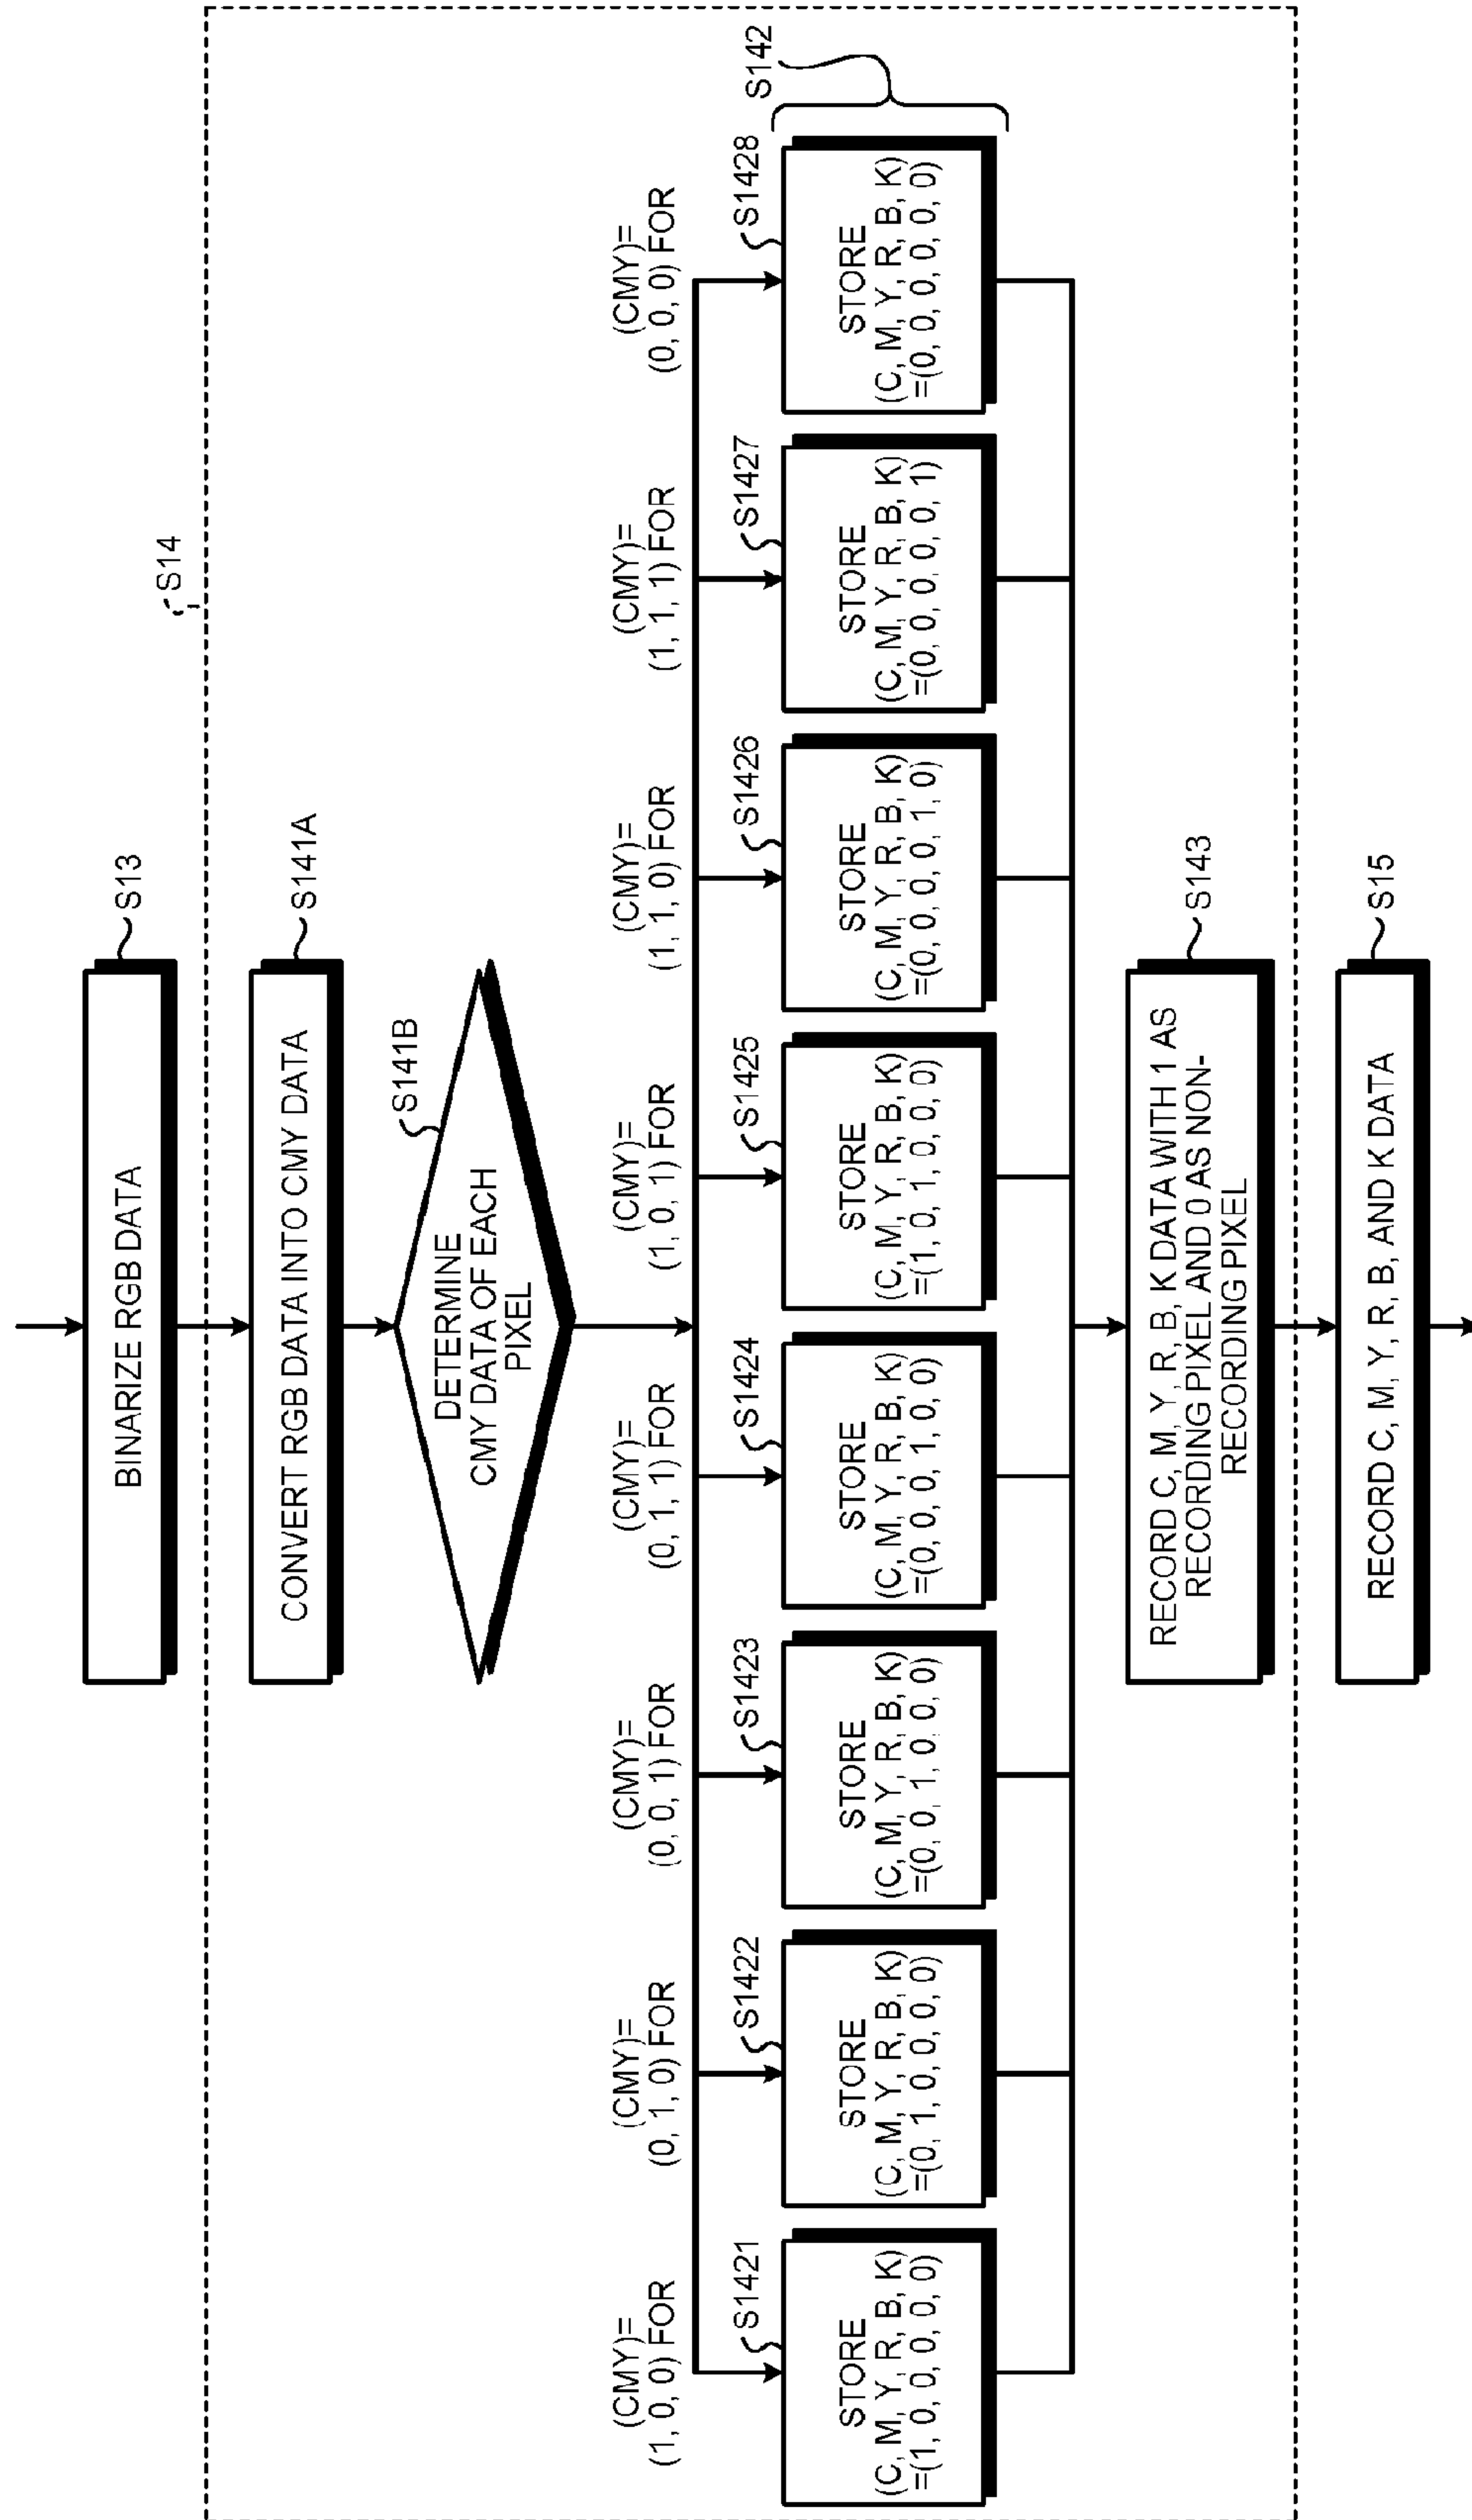 BINARIZE RGB DATA
S13
S14
CONVERT RGB DATA INTO CMY DATA
S141A
DETERMINE
CMY DATA OF EACH
PIXEL
S141B
(CMY)=
(1, 0, 0) FOR
(CMY)=
(0, 1, 0) FOR
(CMY)=
(0, 0, 1) FOR
(CMY)=
(0, 1, 1) FOR
(CMY)=
(1, 0, 1) FOR
(CMY)=
(1, 1, 0) FOR
(CMY)=
(1, 1, 1) FOR
(CMY)=
(0, 0, 0) FOR
S1421
S1422
S1423
S1424
S1425
S1426
S1427
S1428
S142
STORE
(C, M, Y, R, B, K)
=(1, 0, 0, 0, 0, 0)
STORE
(C, M, Y, R, B, K)
=(0, 1, 0, 0, 0, 0)
STORE
(C, M, Y, R, B, K)
=(0, 0, 1, 0, 0, 0)
STORE
(C, M, Y, R, B, K)
=(0, 0, 0, 1, 0, 0)
STORE
(C, M, Y, R, B, K)
=(1, 0, 1, 0, 0, 0)
STORE
(C, M, Y, R, B, K)
=(0, 0, 0, 0, 1, 0)
STORE
(C, M, Y, R, B, K)
=(0, 0, 0, 0, 0, 1)
STORE
(C, M, Y, R, B, K)
=(0, 0, 0, 0, 0, 0)
RECORD C, M, Y, R, B, K DATA WITH 1 AS
RECORDING PIXEL AND 0 AS NON-
RECORDING PIXEL
S143
RECORD C, M, Y, R, B, AND K DATA
S15